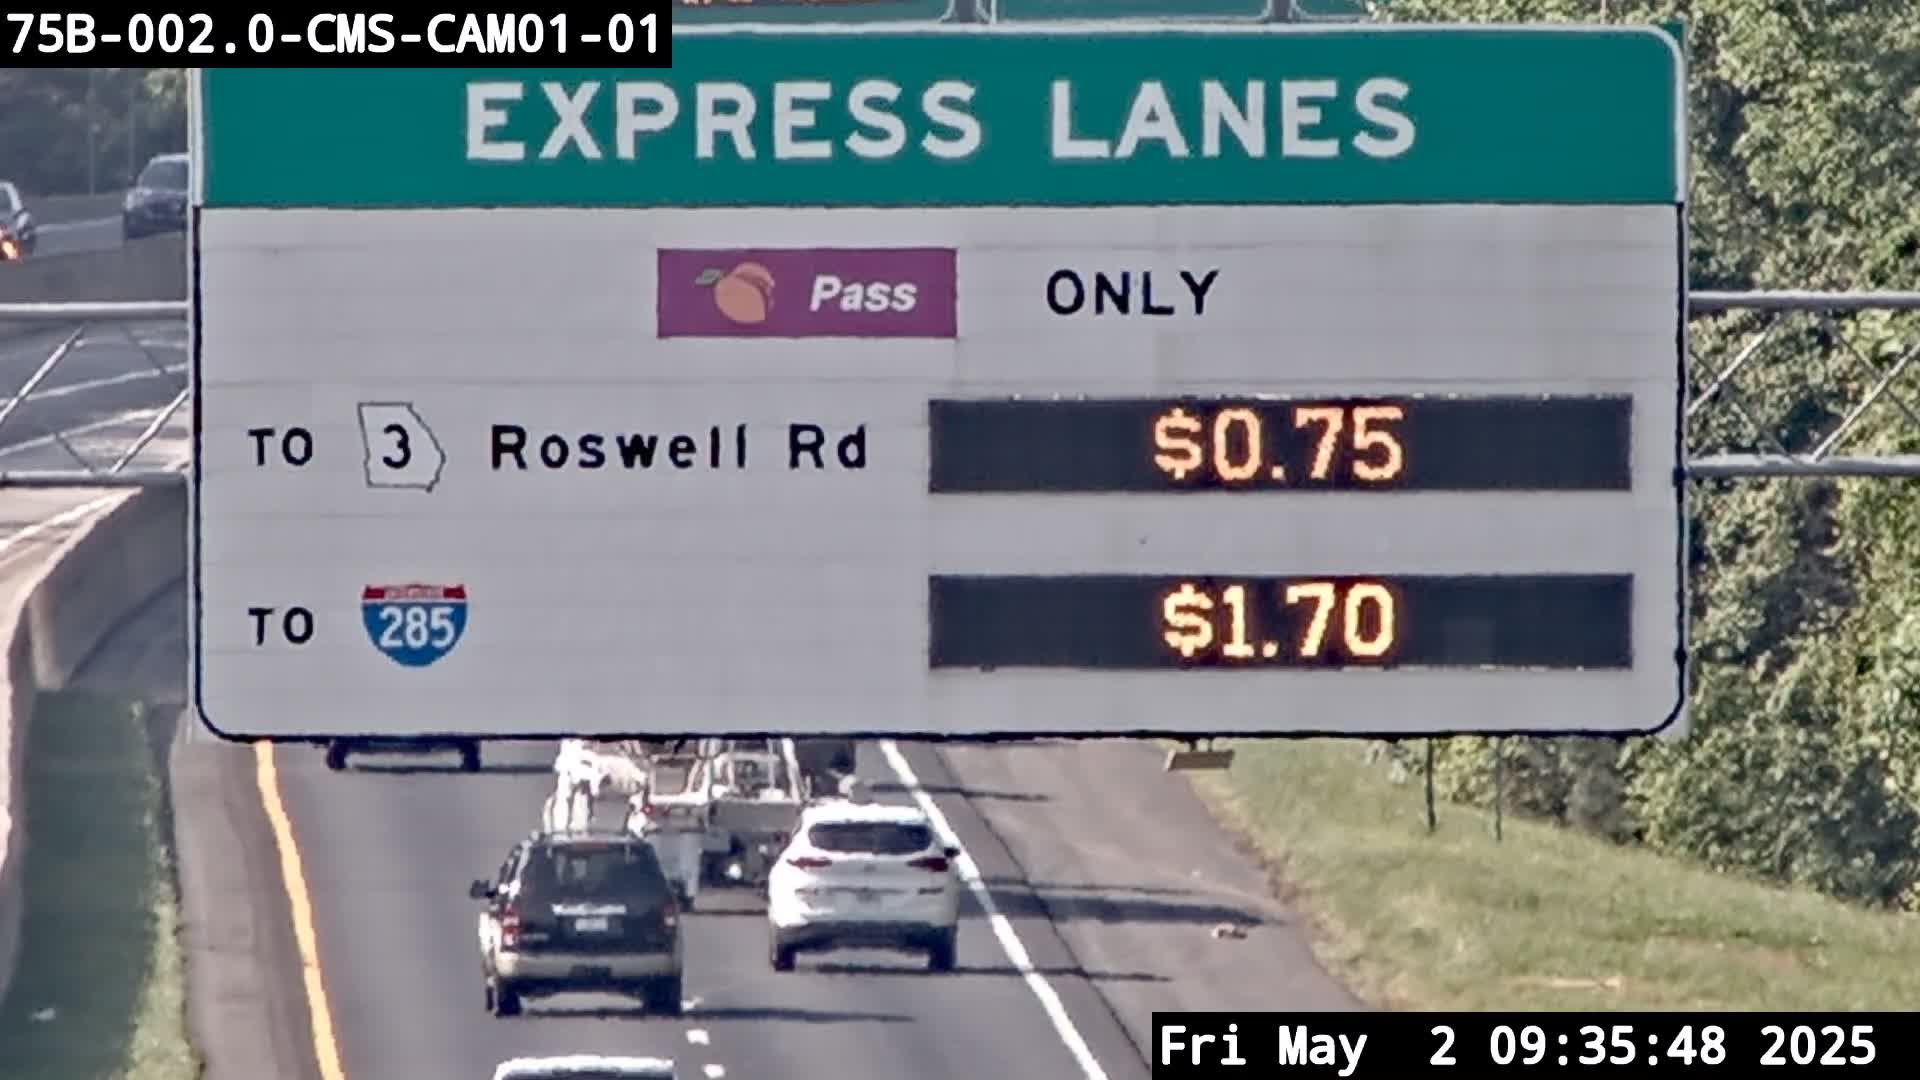 75B-002.0-CMS-CAM01-01
EXPRESS LANES
Pass ONLY
TO 3 Roswell Rd $0.75
TO 285 $1.70
Fri May 2 09:35:48 2025